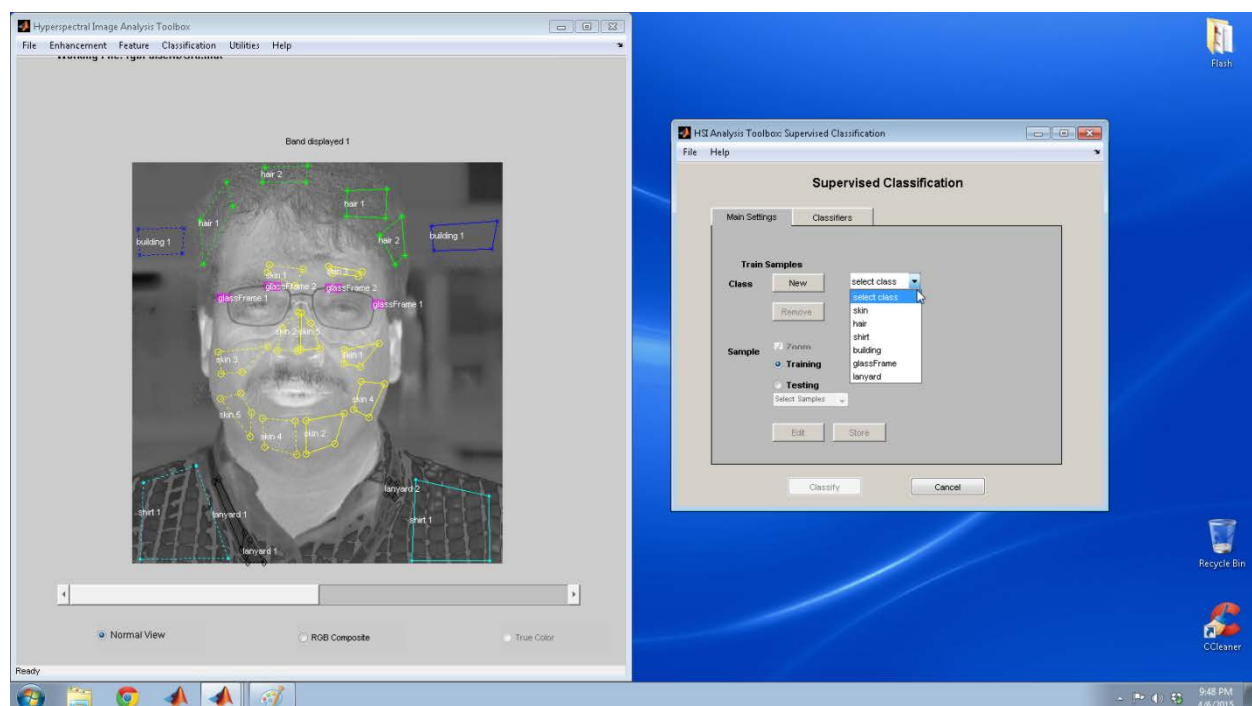 Hyperspectral Image Analysis Toolbox
File Enhancement Feature Classification Utilities Help
Band displayed 1
hair 2
hair 1
hair 1
building 1
hair 2
building 1
skin 1
skin 3
glassFrame 2
glassFrame 2
glassFrame 1
glassFrame 1
skin 2
skin 5
skin 3
skin 1
skin 4
skin 5
skin 4
skin 2
lanyard 2
shirt 1
lanyard 1
shirt 1
lanyard 1
Normal View
RGB Composite
True Color
Ready
HSI Analysis Toolbox: Supervised Classification
File Help
Supervised Classification
Main Settings Classifiers
Train Samples
Class New select class
select class
Remove skin
hair
shirt
Sample Zoom building
Training glassFrame
lanyard
Testing
Select Samples
Edit Store
Classify Cancel
Flash
Recycle Bin
CCleaner
9:48 PM
4/6/2015